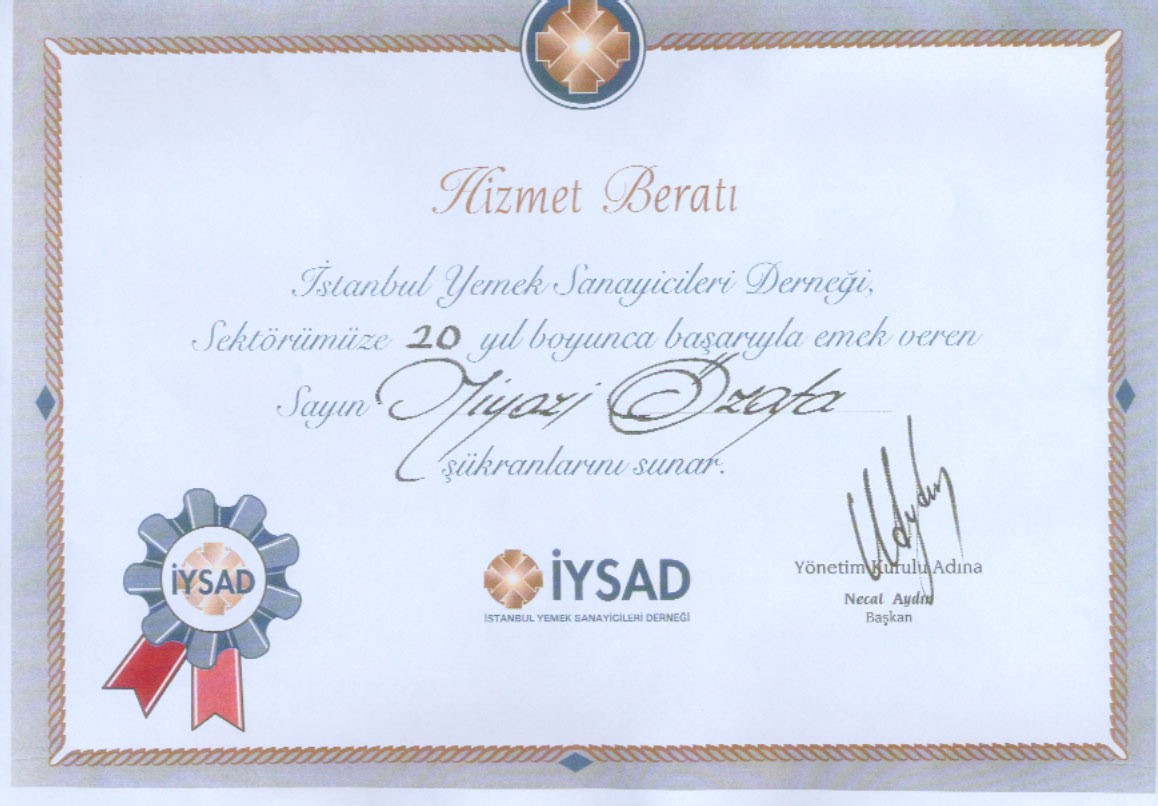 Hizmet Beratı
İstanbul Yemek Sanayicileri Derneği,
Sektörümüze 20 yıl boyunca başarıyla emek veren
Sayın Niyazi Özata
şükranlarını sunar.
İYSAD
İYSAD
İSTANBUL YEMEK SANAYİCİLERİ DERNEĞİ
Yönetim Kurulu Adına
Necat Aydın
Başkan